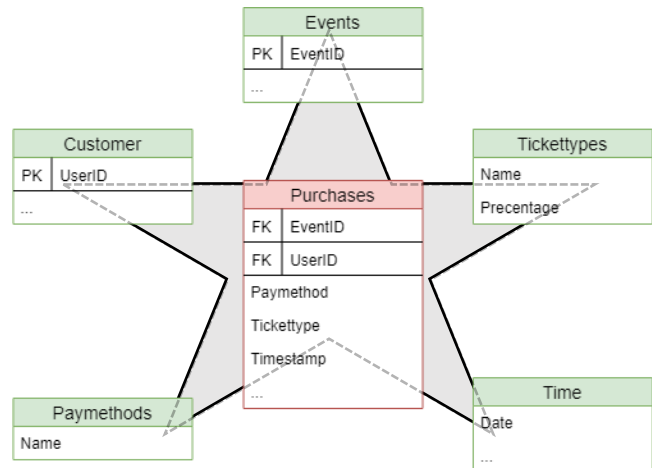 Events
PK EventID
...
Customer
PK UserID
...
Tickettypes
Name
Precentage
Purchases
FK EventID
FK UserID
Paymethod
Tickettype
Timestamp
...
Paymethods
Name
Time
Date
...